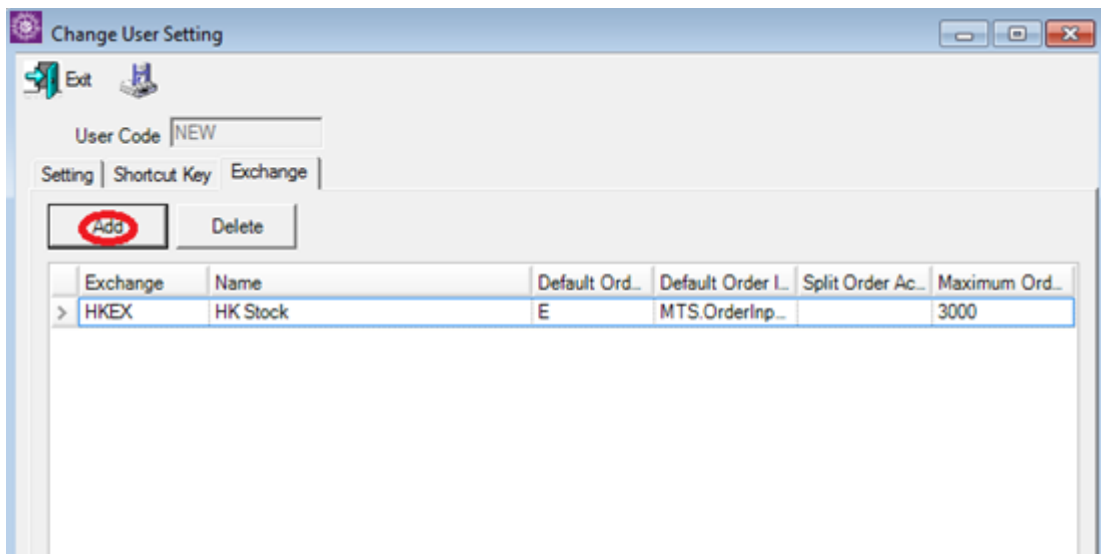 Change User Setting
Exit
User Code NEW
Setting Shortcut Key Exchange
Add Delete
Exchange Name Default Ord... Default Order I... Split Order Ac... Maximum Ord...
> HKEX HK Stock E MTS.OrderInp... 3000